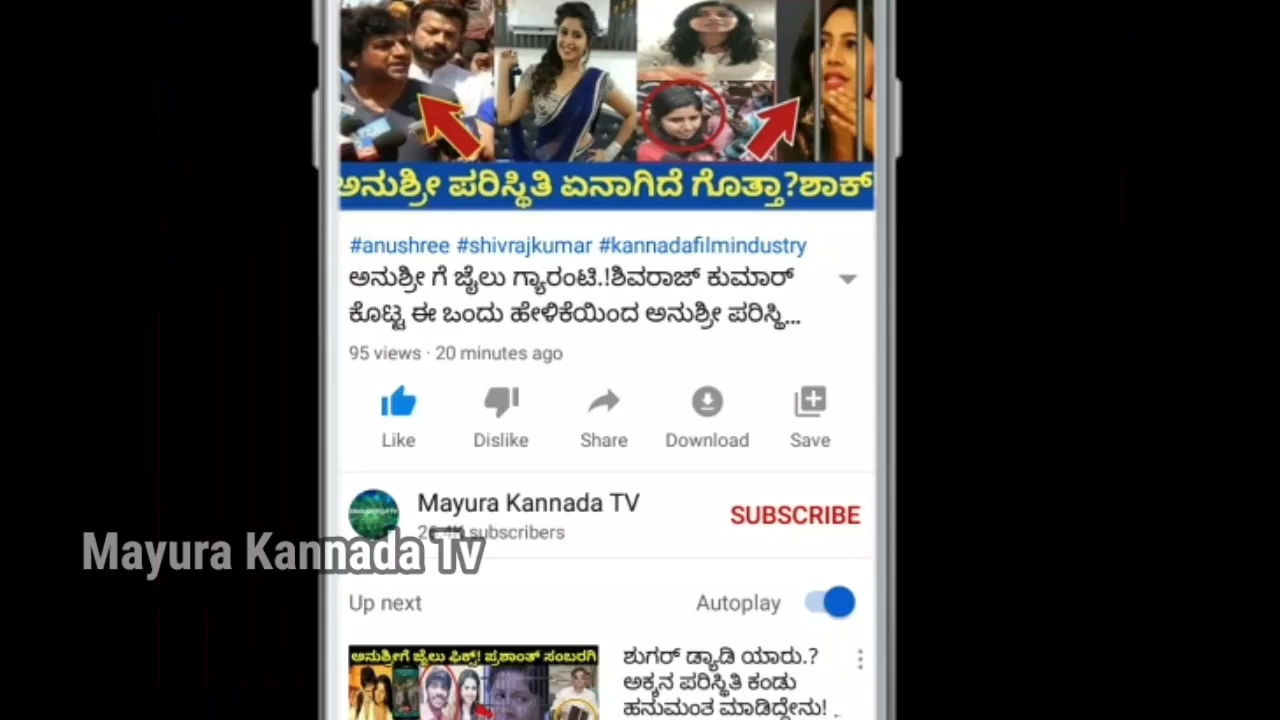 ಅನುಶ್ರೀ ಪರಿಸ್ಥಿತಿ ಏನಾಗಿದೆ ಗೊತ್ತಾ?ಶಾಕ್
#anushree #shivrajkumar #kannadafilmindustry
ಅನುಶ್ರೀ ಗೆ ಜೈಲು ಗ್ಯಾರಂಟಿ.!ಶಿವರಾಜ್ ಕುಮಾರ್
ಕೊಟ್ಟ ಈ ಒಂದು ಹೇಳಿಕೆಯಿಂದ ಅನುಶ್ರೀ ಪರಿಸ್ಥಿ...
95 views · 20 minutes ago
Like Dislike Share Download Save
Mayura Kannada TV
SUBSCRIBE
subscribers
Mayura Kannada Tv
Up next Autoplay
ಅನುಶ್ರೀಗೆ ಜೈಲು ಫಿಕ್ಸ್! ಪ್ರಶಾಂತ್ ಸಂಬರಗಿ
ಶುಗರ್ ಡ್ಯಾಡಿ ಯಾರು.?
ಅಕ್ಕನ ಪರಿಸ್ಥಿತಿ ಕಂಡು
ಹನುಮಂತ ಮಾಡಿದ್ದೇನು!